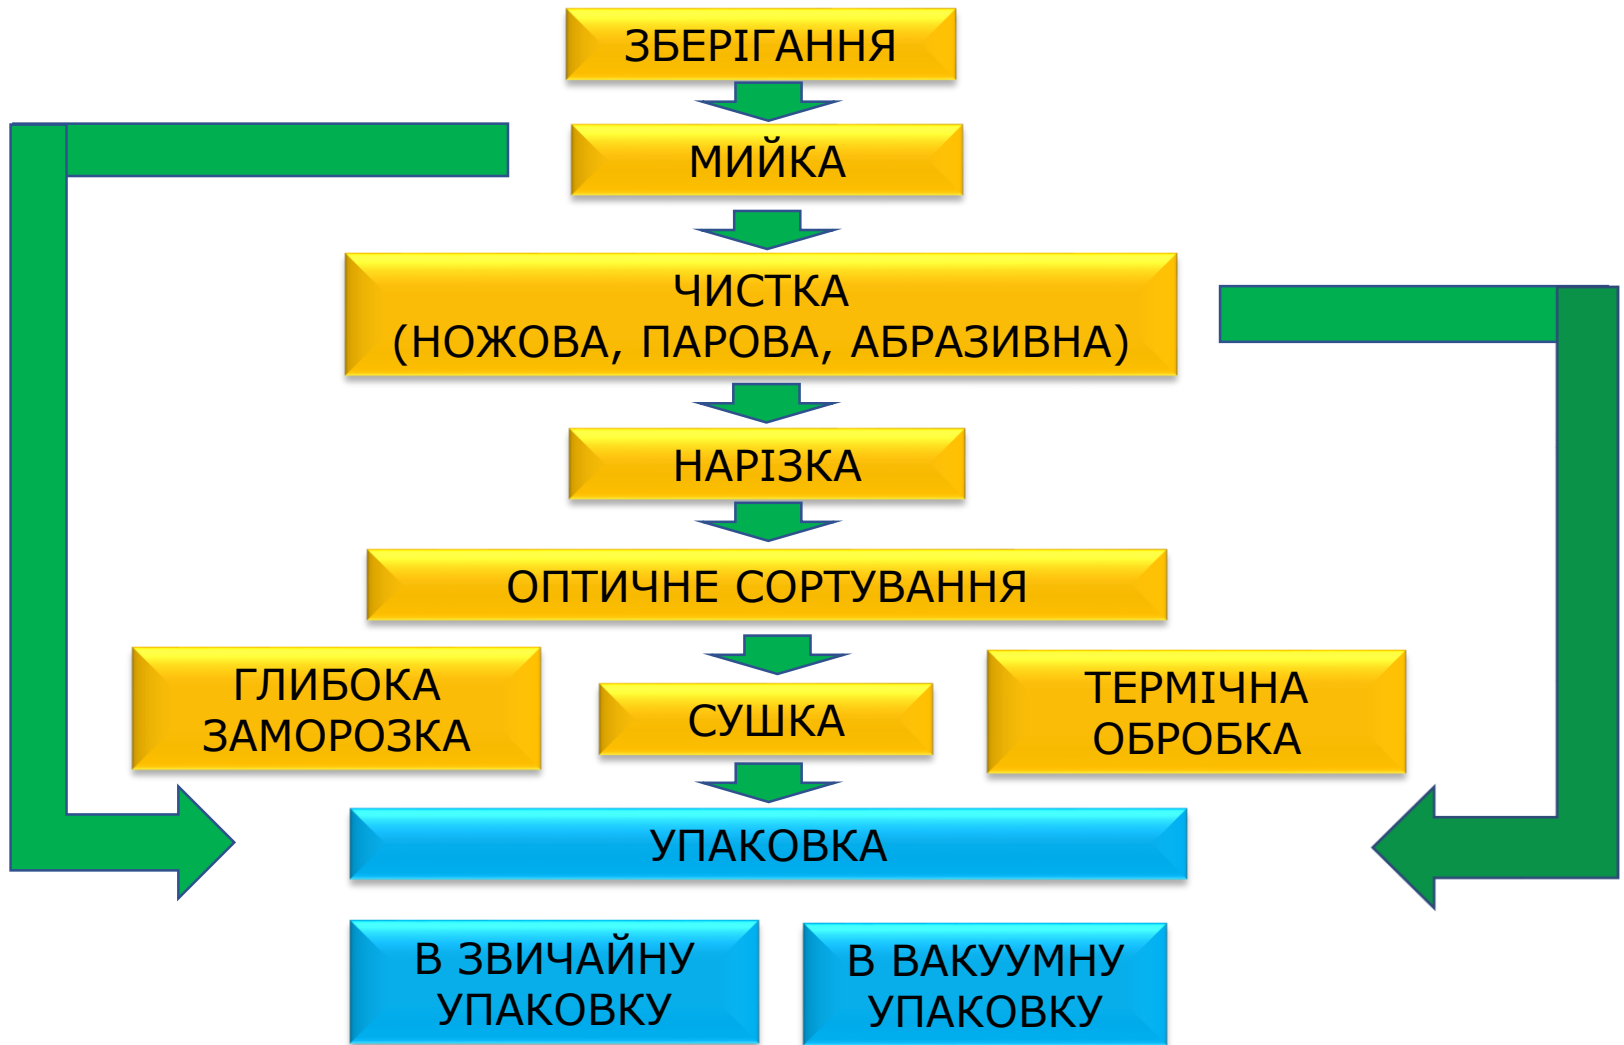 ЗБЕРІГАННЯ
МИЙКА
ЧИСТКА
(НОЖОВА, ПАРОВА, АБРАЗИВНА)
НАРІЗКА
ОПТИЧНЕ СОРТУВАННЯ
ГЛИБОКА
ЗАМОРОЗКА
СУШКА
ТЕРМІЧНА
ОБРОБКА
УПАКОВКА
В ЗВИЧАЙНУ
УПАКОВКУ
В ВАКУУМНУ
УПАКОВКУ